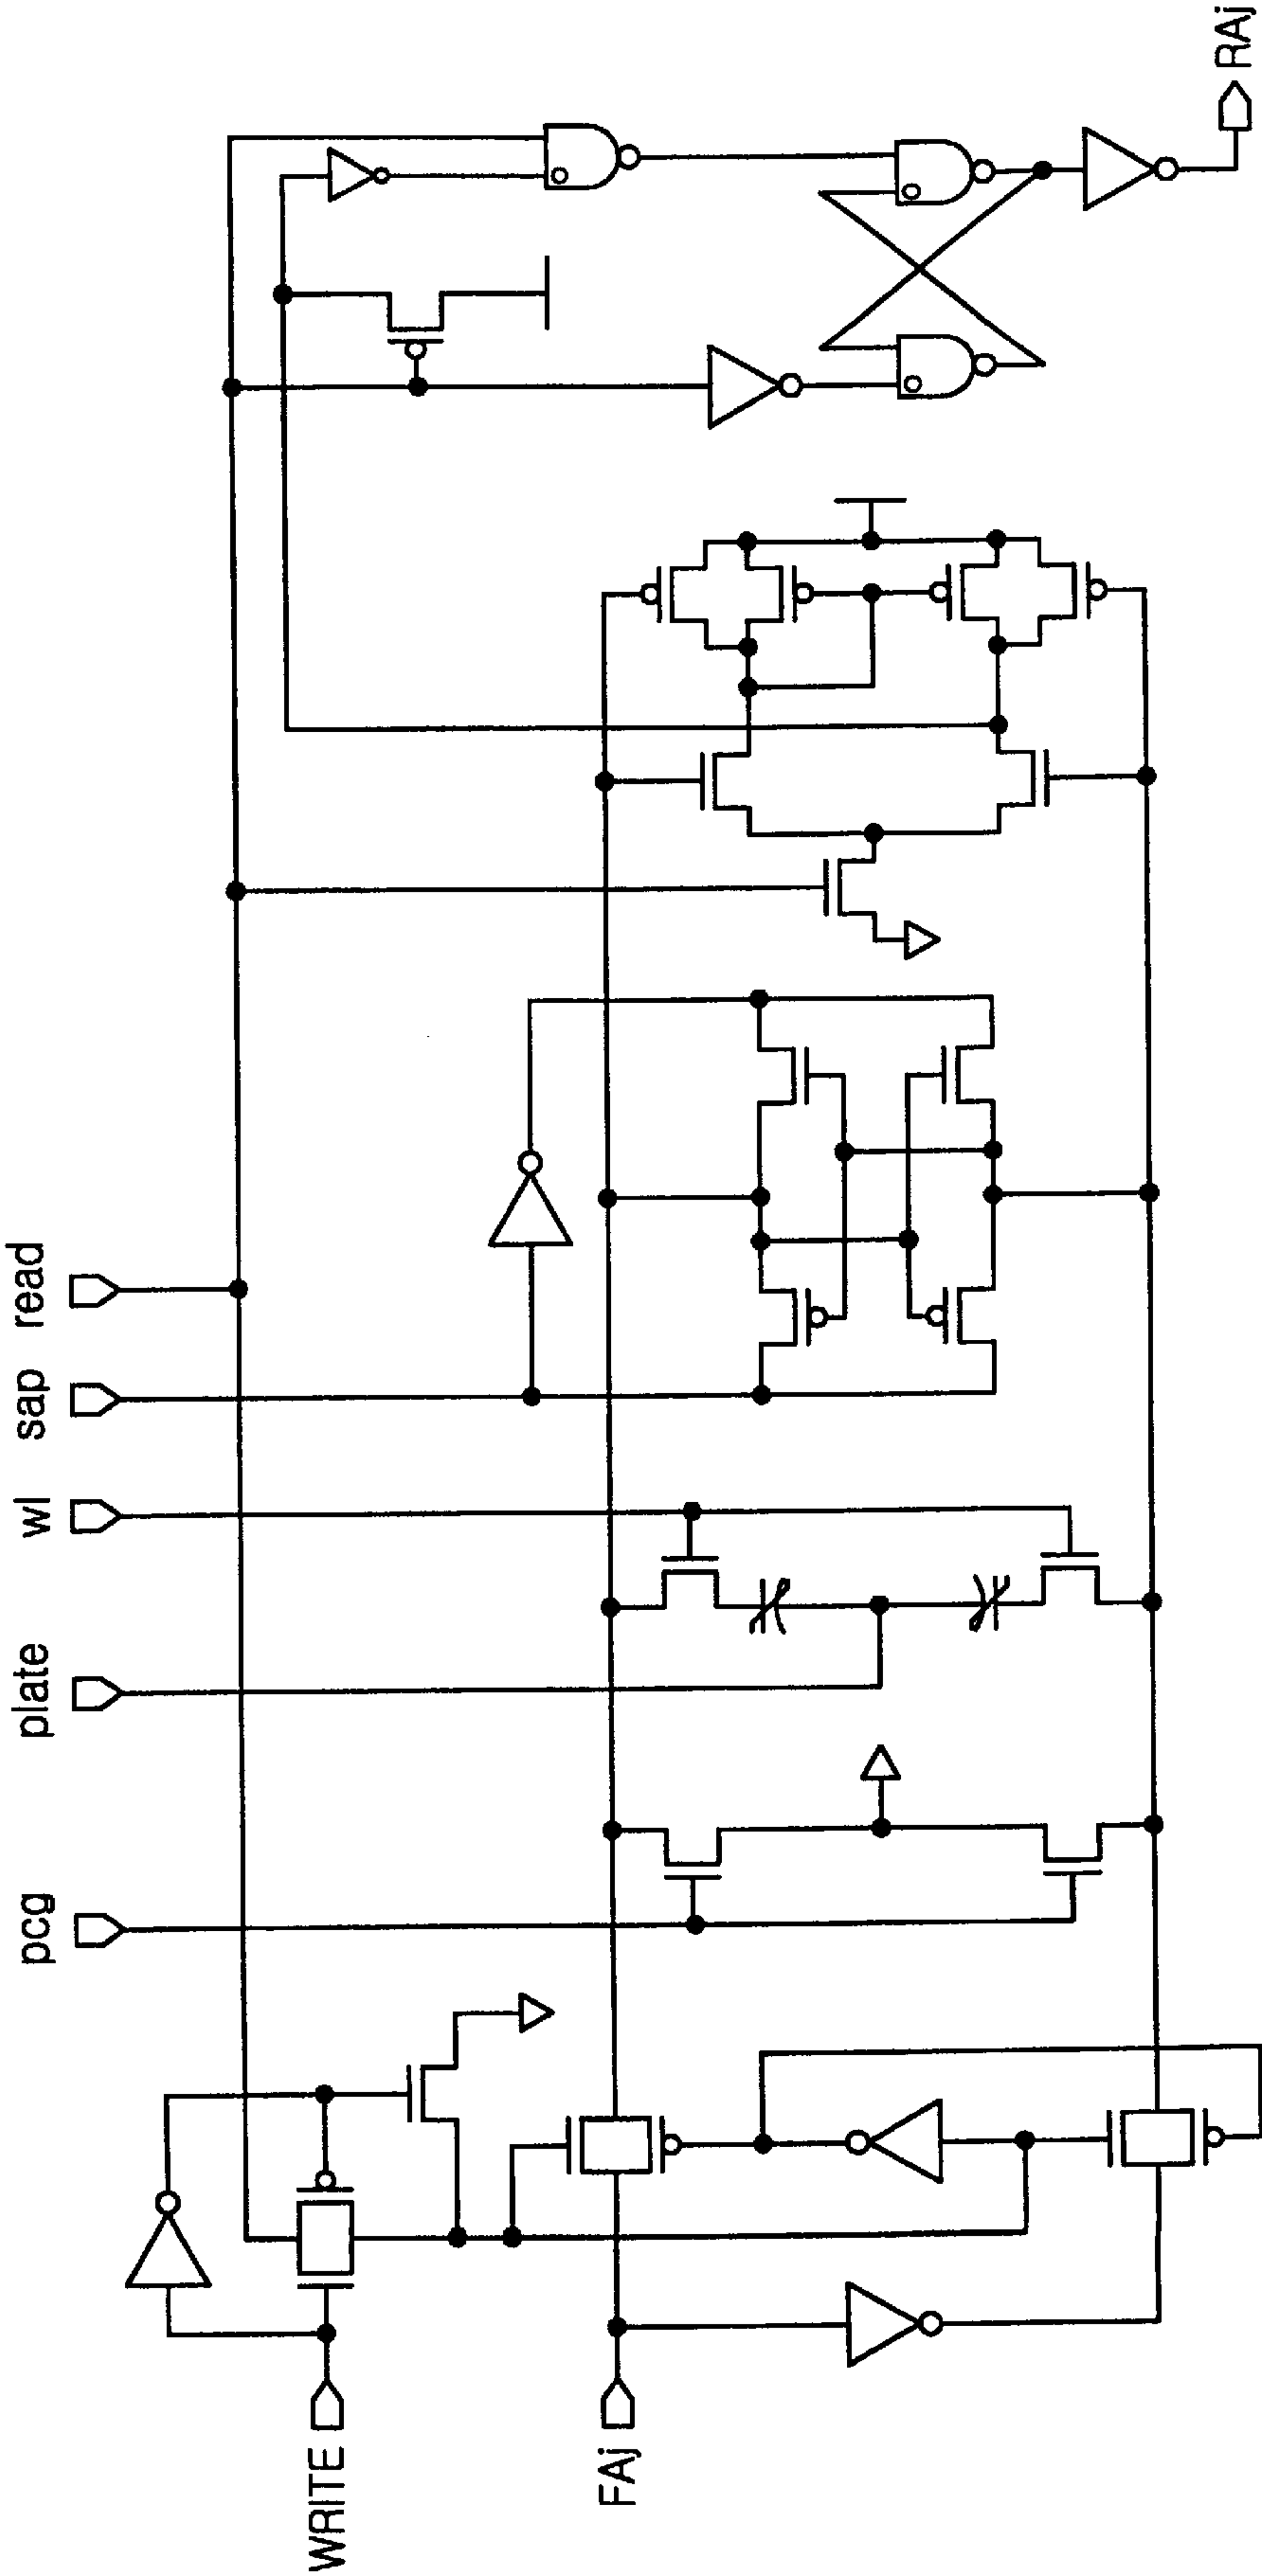 pcg
plate
wl
sap
read
WRITE
FAj
RAj